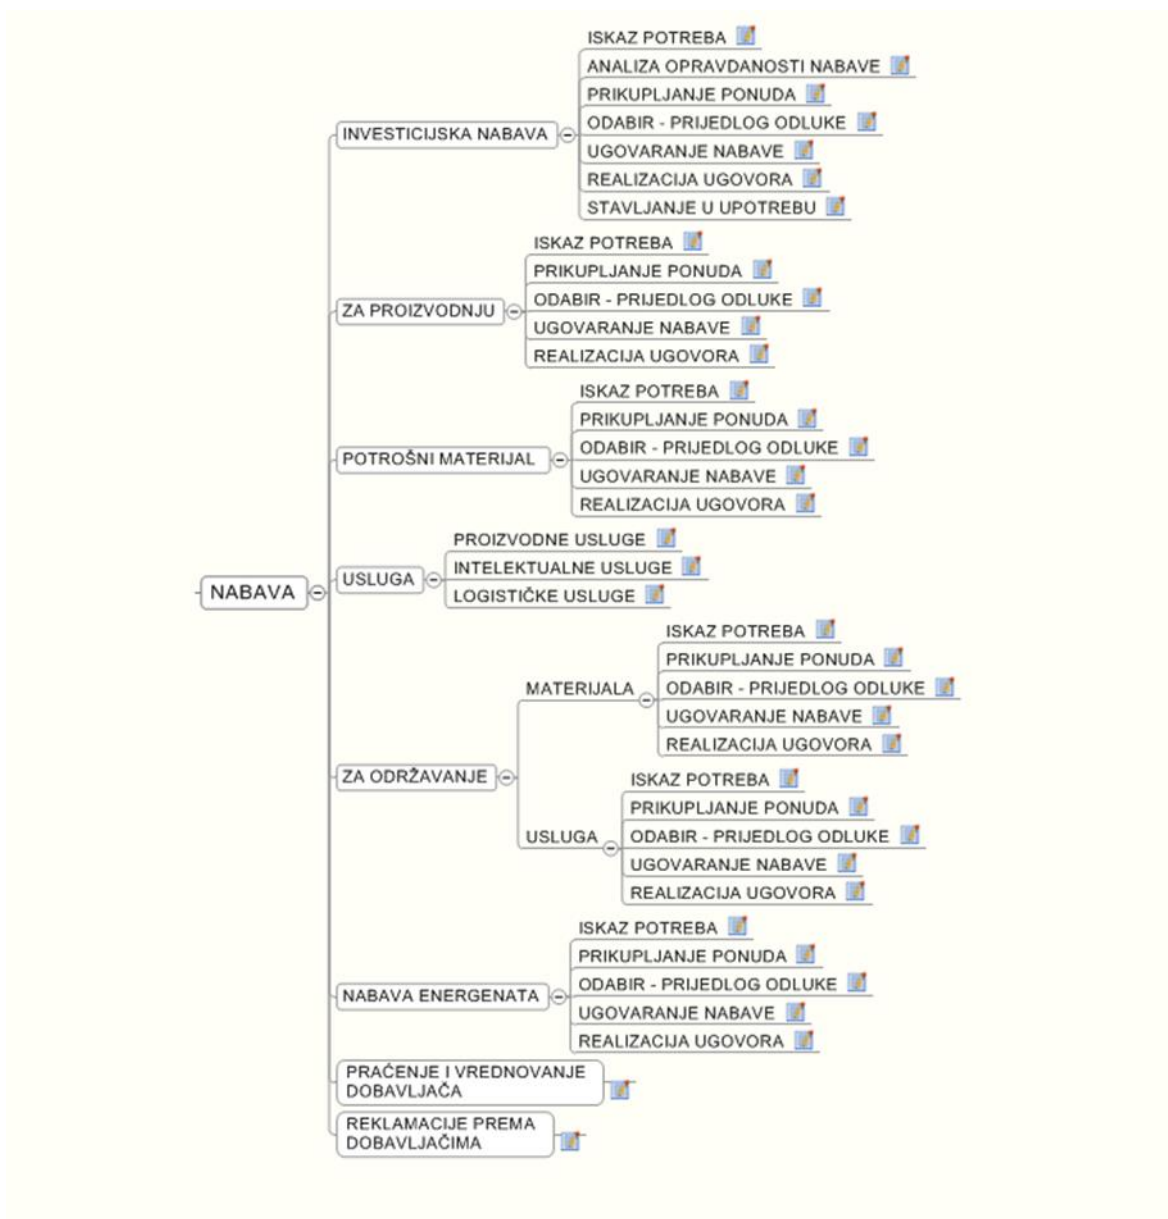 NABAVA
INVESTICIJSKA NABAVA
ISKAZ POTREBA
ANALIZA OPRAVDANOSTI NABAVE
PRIKUPLJANJE PONUDA
ODABIR - PRIJEDLOG ODLUKE
UGOVARANJE NABAVE
REALIZACIJA UGOVORA
STAVLJANJE U UPOTREBU
ZA PROIZVODNJU
ISKAZ POTREBA
PRIKUPLJANJE PONUDA
ODABIR - PRIJEDLOG ODLUKE
UGOVARANJE NABAVE
REALIZACIJA UGOVORA
POTROŠNI MATERIJAL
ISKAZ POTREBA
PRIKUPLJANJE PONUDA
ODABIR - PRIJEDLOG ODLUKE
UGOVARANJE NABAVE
REALIZACIJA UGOVORA
USLUGA
PROIZVODNE USLUGE
INTELEKTUALNE USLUGE
LOGISTIČKE USLUGE
ZA ODRŽAVANJE
MATERIJALA
ISKAZ POTREBA
PRIKUPLJANJE PONUDA
ODABIR - PRIJEDLOG ODLUKE
UGOVARANJE NABAVE
REALIZACIJA UGOVORA
USLUGA
ISKAZ POTREBA
PRIKUPLJANJE PONUDA
ODABIR - PRIJEDLOG ODLUKE
UGOVARANJE NABAVE
REALIZACIJA UGOVORA
NABAVA ENERGENATA
ISKAZ POTREBA
PRIKUPLJANJE PONUDA
ODABIR - PRIJEDLOG ODLUKE
UGOVARANJE NABAVE
REALIZACIJA UGOVORA
PRAĆENJE I VREDNOVANJE
DOBAVLJAČA
REKLAMACIJE PREMA
DOBAVLJAČIMA